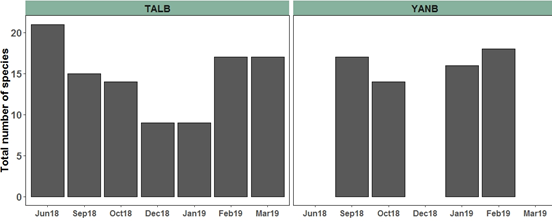 TALB YANB
Total number of species
20
15
10
5
0
Jun18 Sep18 Oct18 Dec18 Jan19 Feb19 Mar19 Jun18 Sep18 Oct18 Dec18 Jan19 Feb19 Mar19